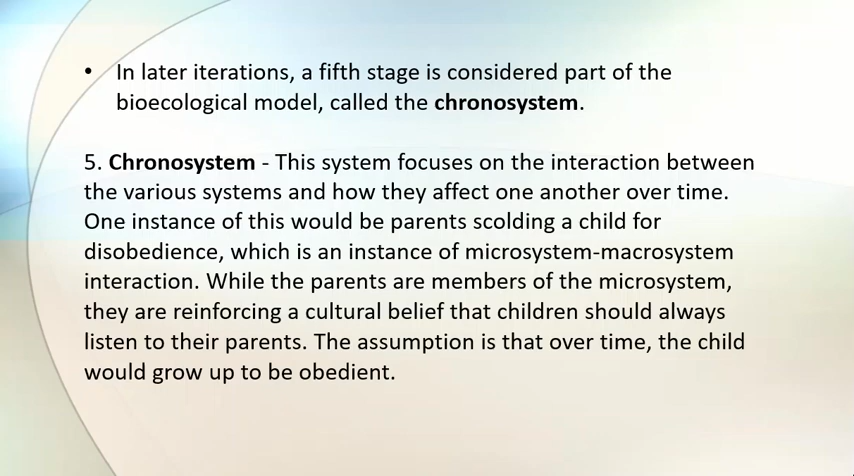 • In later iterations, a fifth stage is considered part of the
bioecological model, called the chronosystem.
5. Chronosystem - This system focuses on the interaction between
the various systems and how they affect one another over time.
One instance of this would be parents scolding a child for
disobedience, which is an instance of microsystem-macrosystem
interaction. While the parents are members of the microsystem,
they are reinforcing a cultural belief that children should always
listen to their parents. The assumption is that over time, the child
would grow up to be obedient.